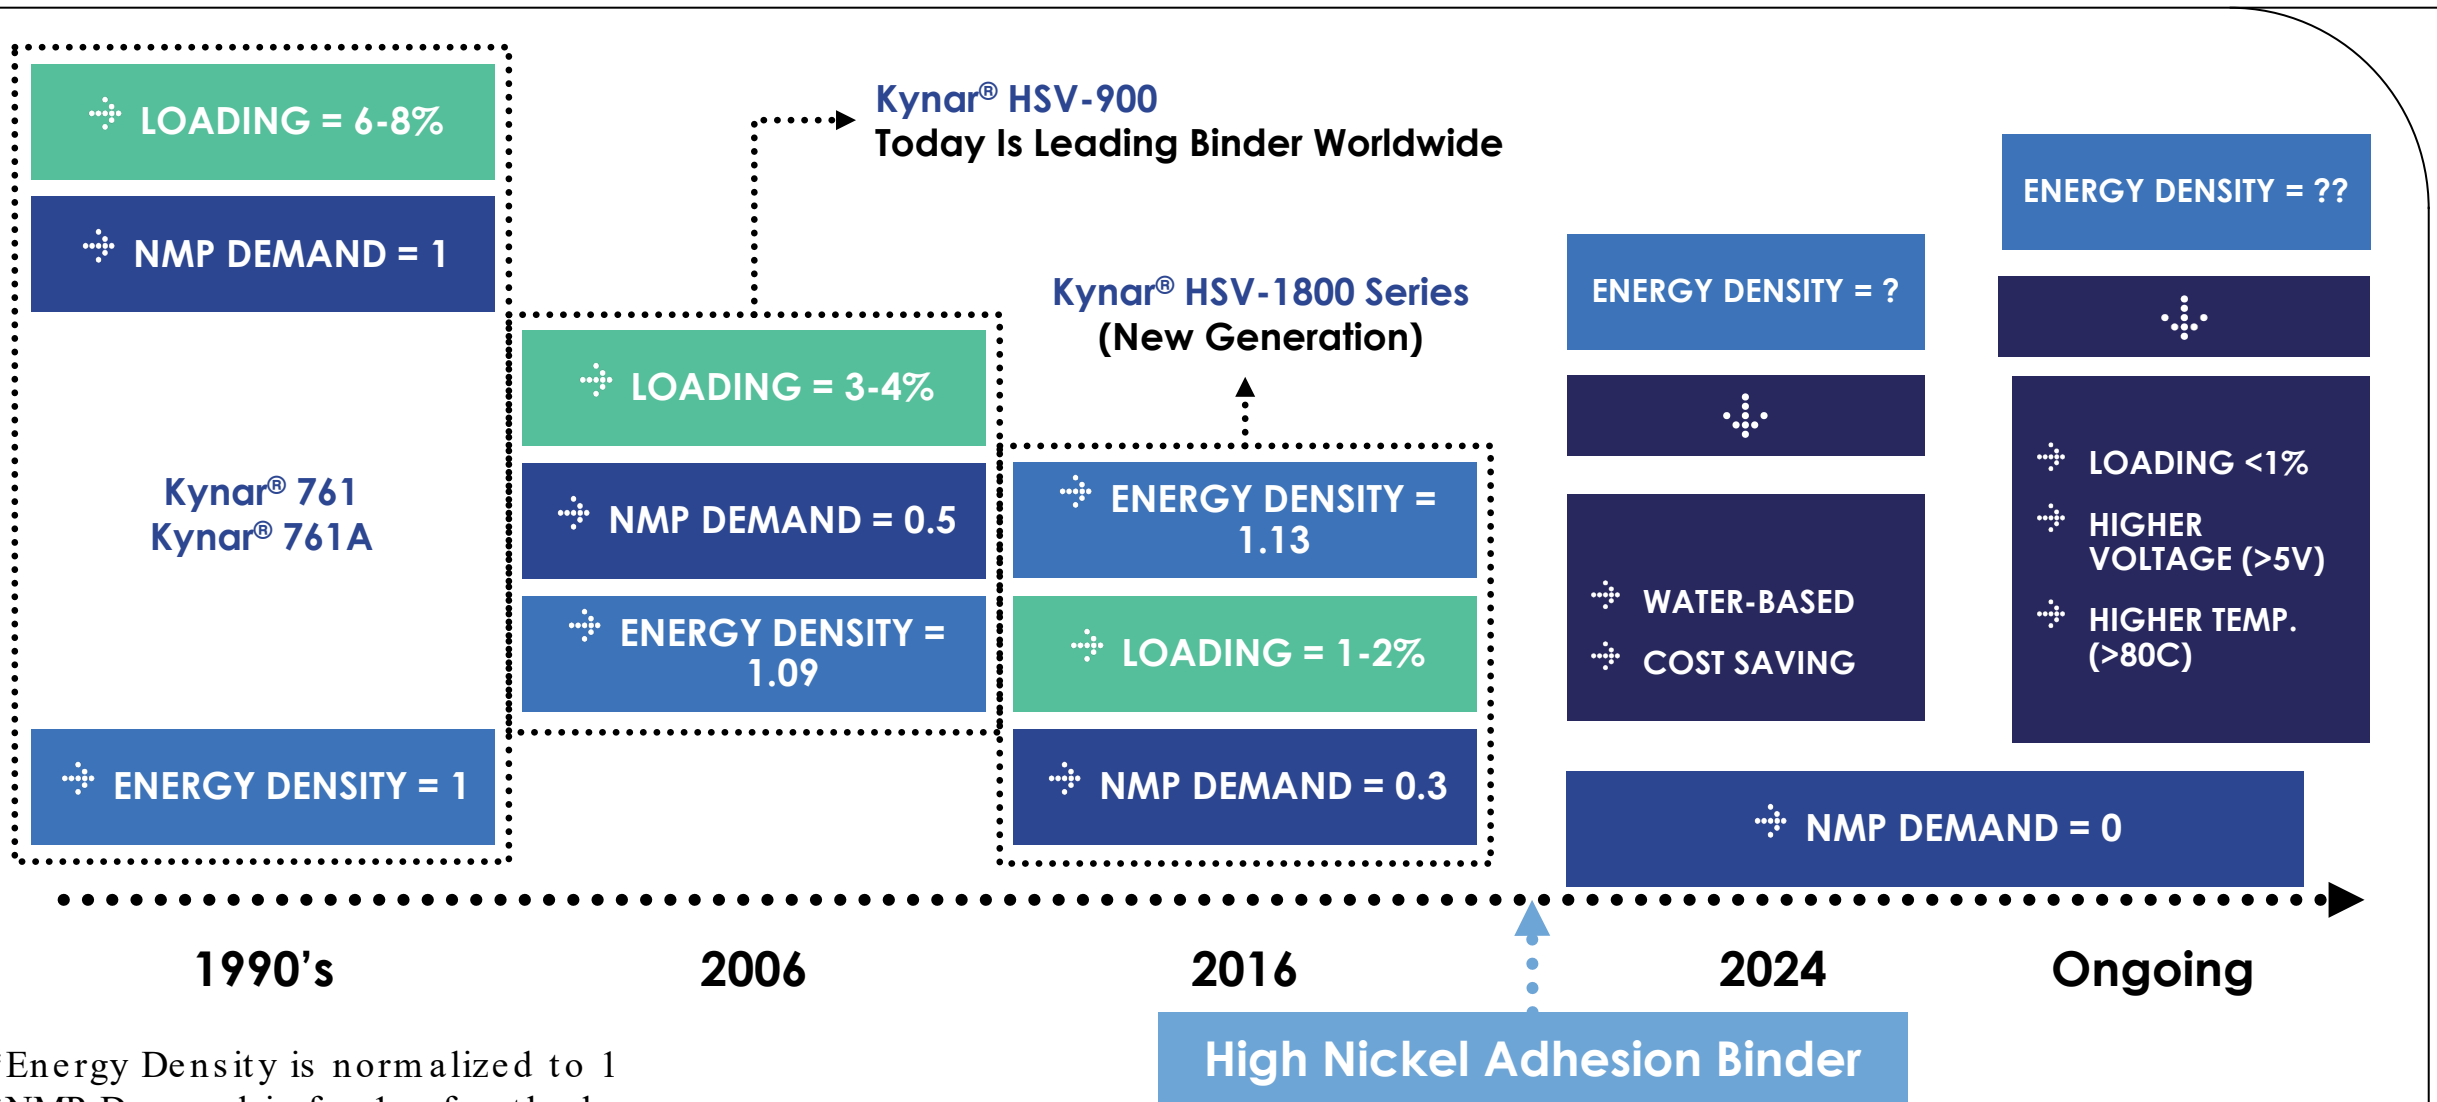 LOADING = 6-8%
NMP DEMAND = 1
Kynar® 761
Kynar® 761A
ENERGY DENSITY = 1
Kynar® HSV-900
Today Is Leading Binder Worldwide
LOADING = 3-4%
NMP DEMAND = 0.5
ENERGY DENSITY =
1.09
Kynar® HSV-1800 Series
(New Generation)
ENERGY DENSITY =
1.13
LOADING = 1-2%
NMP DEMAND = 0.3
ENERGY DENSITY = ?
WATER-BASED
COST SAVING
ENERGY DENSITY = ??
LOADING <1%
HIGHER
VOLTAGE (>5V)
HIGHER TEMP.
(>80C)
NMP DEMAND = 0
1990's
2006
2016
2024
Ongoing
High Nickel Adhesion Binder
Energy Density is normalized to 1